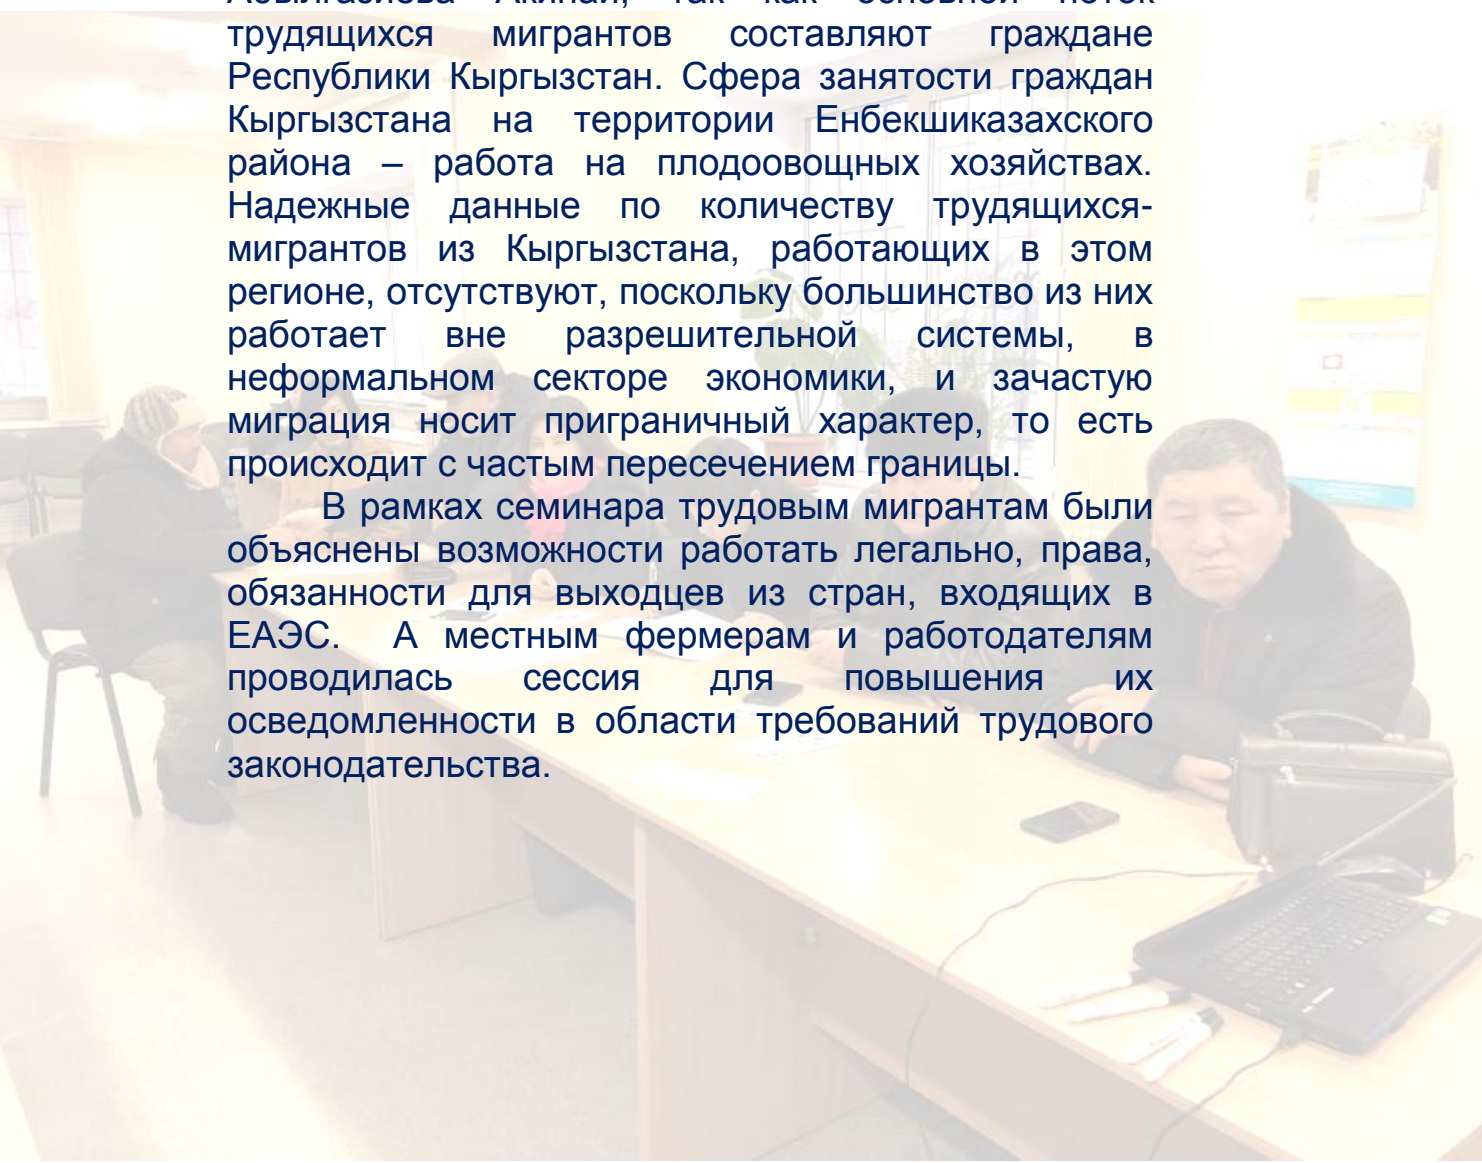 так как основной поток
трудящихся мигрантов составляют граждане
Республики Кыргызстан. Сфера занятости граждан
Кыргызстана на территории Енбекшиказахского
района – работа на плодоовощных хозяйствах.
Надежные данные по количеству трудящихся-
мигрантов из Кыргызстана, работающих в этом
регионе, отсутствуют, поскольку большинство из них
работает вне разрешительной системы, в
неформальном секторе экономики, и зачастую
миграция носит приграничный характер, то есть
происходит с частым пересечением границы.
В рамках семинара трудовым мигрантам были
объяснены возможности работать легально, права,
обязанности для выходцев из стран, входящих в
ЕАЭС. А местным фермерам и работодателям
проводилась сессия для повышения их
осведомленности в области требований трудового
законодательства.